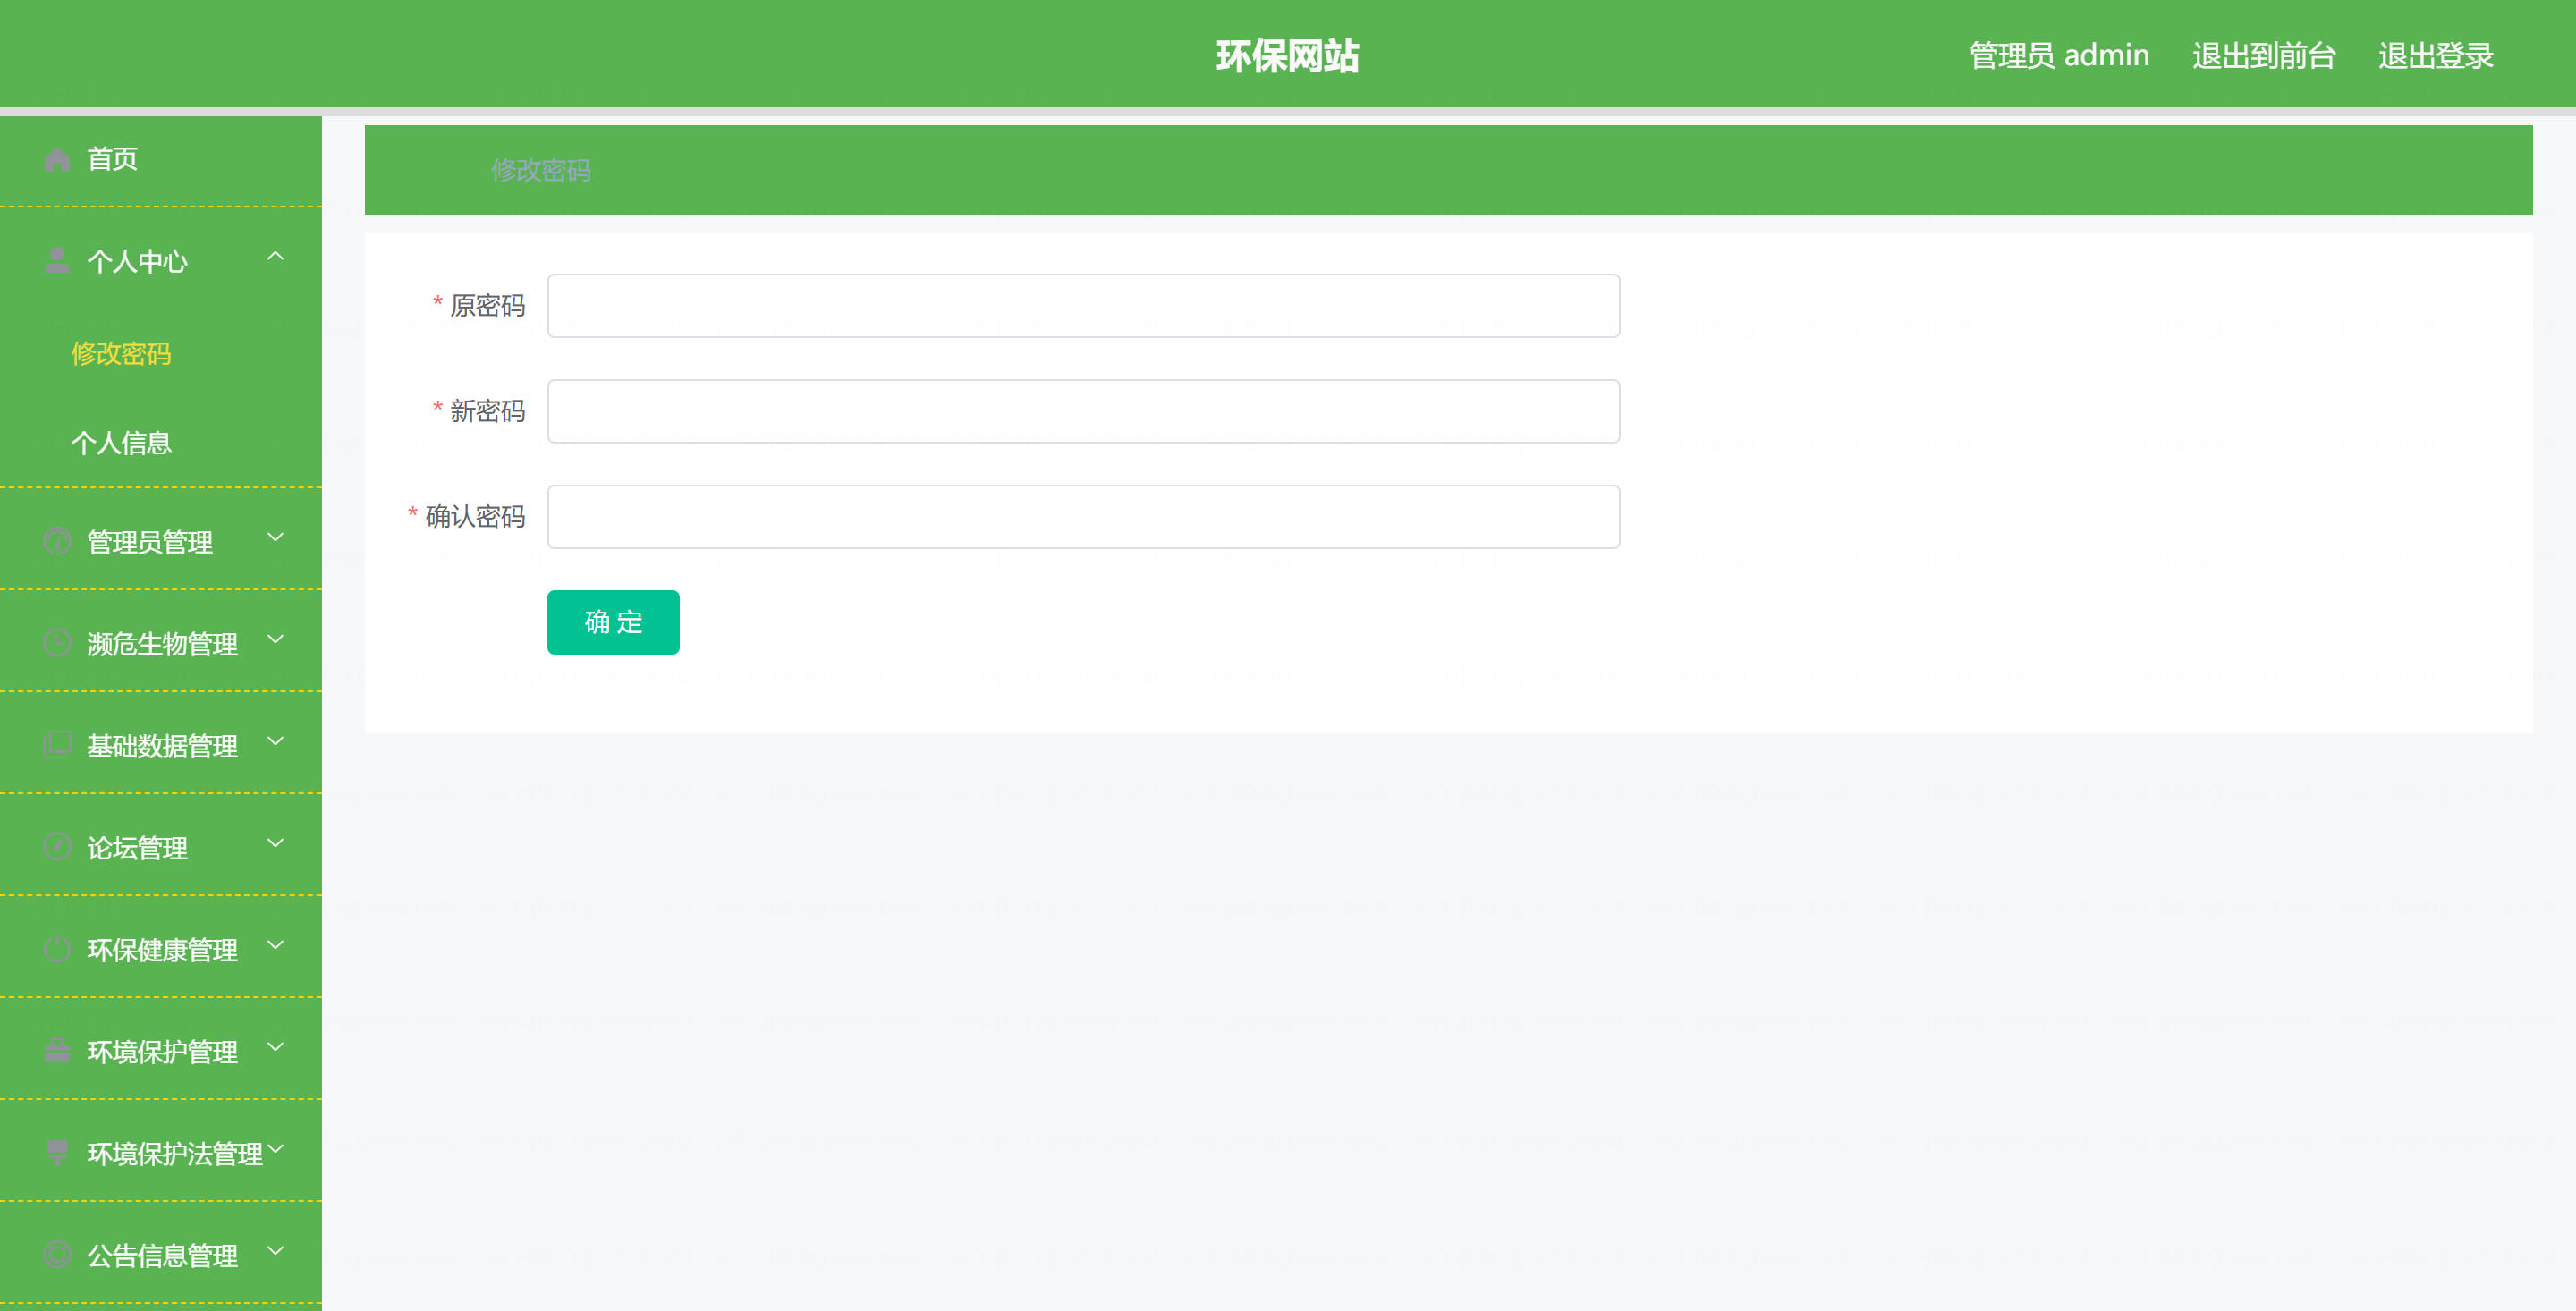 环保网站
管理员 admin
退出到前台
退出登录
首页
个人中心
修改密码
个人信息
管理员管理
濒危生物管理
基础数据管理
论坛管理
环保健康管理
环境保护管理
环境保护法管理
公告信息管理
修改密码
* 原密码
* 新密码
* 确认密码
确 定